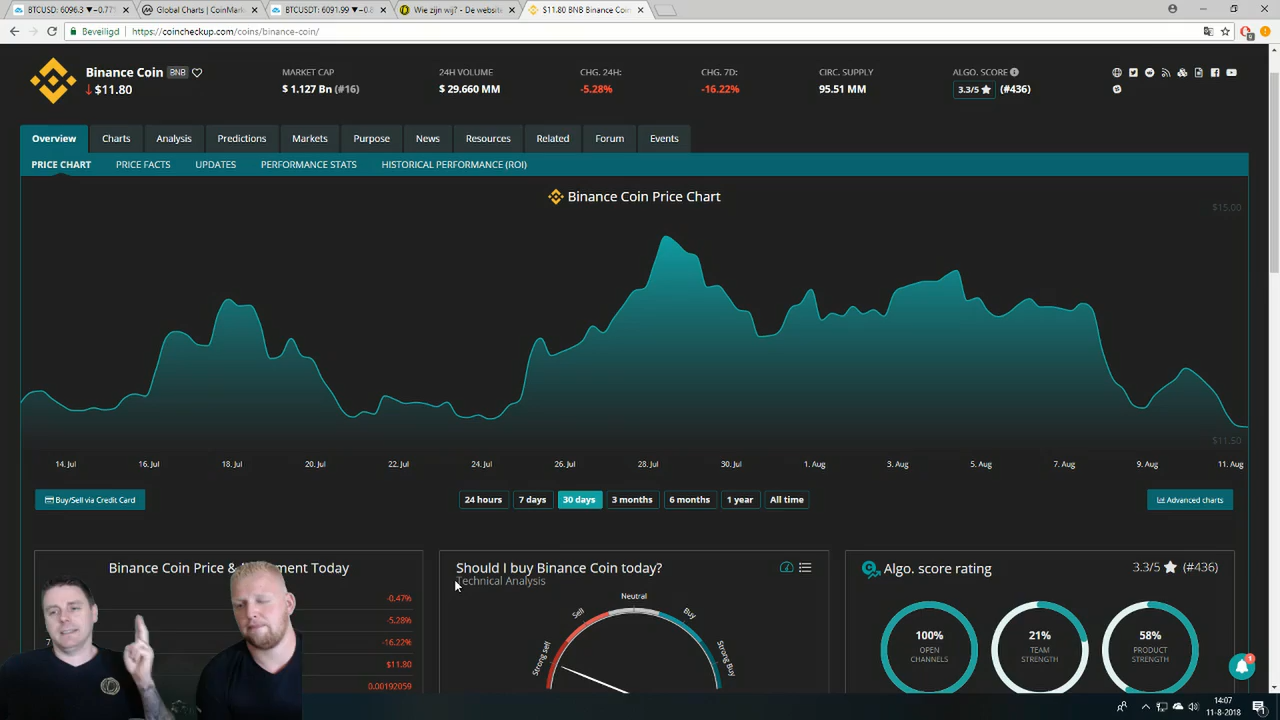 BTCUSD: 6096.3 ▼−0.77%
Global Charts | CoinMark
BTCUSDT: 6091.99 ▼−0.8
Wie zijn wij? - De website
$11.80 BNB Binance Coin
Beveiligd
https://coincheckup.com/coins/binance-coin/
Binance Coin BNB
$11.80
MARKET CAP
$ 1.127 Bn (#16)
24H VOLUME
$ 29.660 MM
CHG. 24H:
-5.28%
CHG. 7D:
-16.22%
CIRC. SUPPLY
95.51 MM
ALGO. SCORE
3.3/5 (#436)
Overview Charts Analysis Predictions Markets Purpose News Resources Related Forum Events
PRICE CHART PRICE FACTS UPDATES PERFORMANCE STATS HISTORICAL PERFORMANCE (ROI)
Binance Coin Price Chart
$15.00
$11.50
14. Jul 16. Jul 18. Jul 20. Jul 22. Jul 24. Jul 26. Jul 28. Jul 30. Jul 1. Aug 3. Aug 5. Aug 7. Aug 9. Aug 11. Aug
Buy/Sell via Credit Card
24 hours 7 days 30 days 3 months 6 months 1 year All time
Advanced charts
Binance Coin Price &
ment Today
-0.47%
-5.28%
7
-16.22%
$11.80
0.00192059
Should I buy Binance Coin today?
Technical Analysis
Strong sell
Sell
Neutral
Buy
Strong Buy
Algo. score rating
3.3/5 (#436)
100%
OPEN
CHANNELS
21%
TEAM
STRENGTH
58%
PRODUCT
STRENGTH
1
14:07
11-8-2018